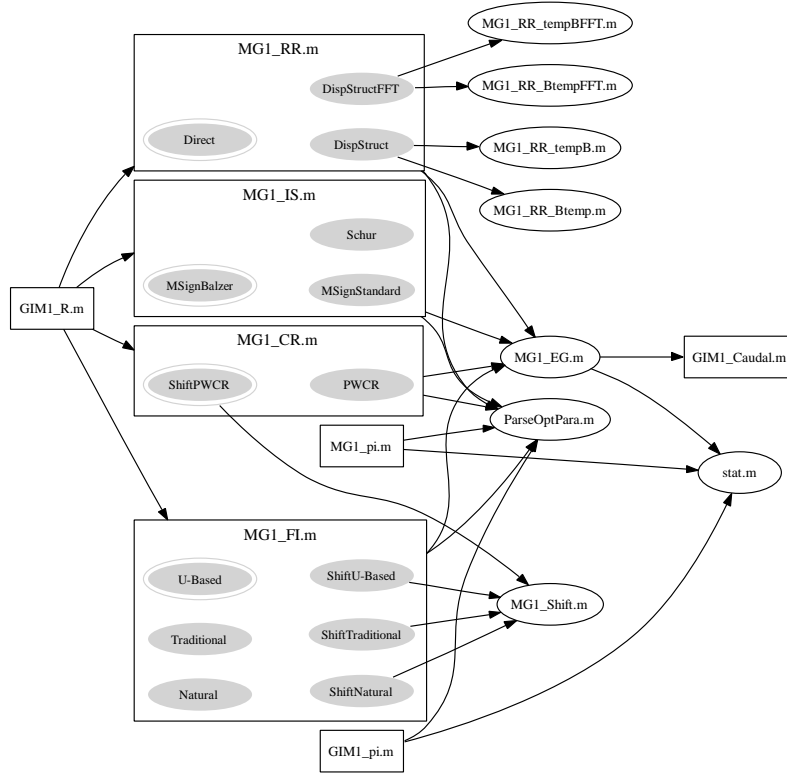 MG1_RR_tempBFFT.m
MG1_RR.m
DispStructFFT
MG1_RR_BtempFFT.m
Direct
DispStruct
MG1_RR_tempB.m
MG1_IS.m
MG1_RR_Btemp.m
Schur
MSignBalzer
MSignStandard
GIM1_R.m
MG1_CR.m
MG1_EG.m
GIM1_Caudal.m
ShiftPWCR
PWCR
ParseOptPara.m
MG1_pi.m
stat.m
MG1_FI.m
U-Based
ShiftU-Based
MG1_Shift.m
Traditional
ShiftTraditional
Natural
ShiftNatural
GIM1_pi.m